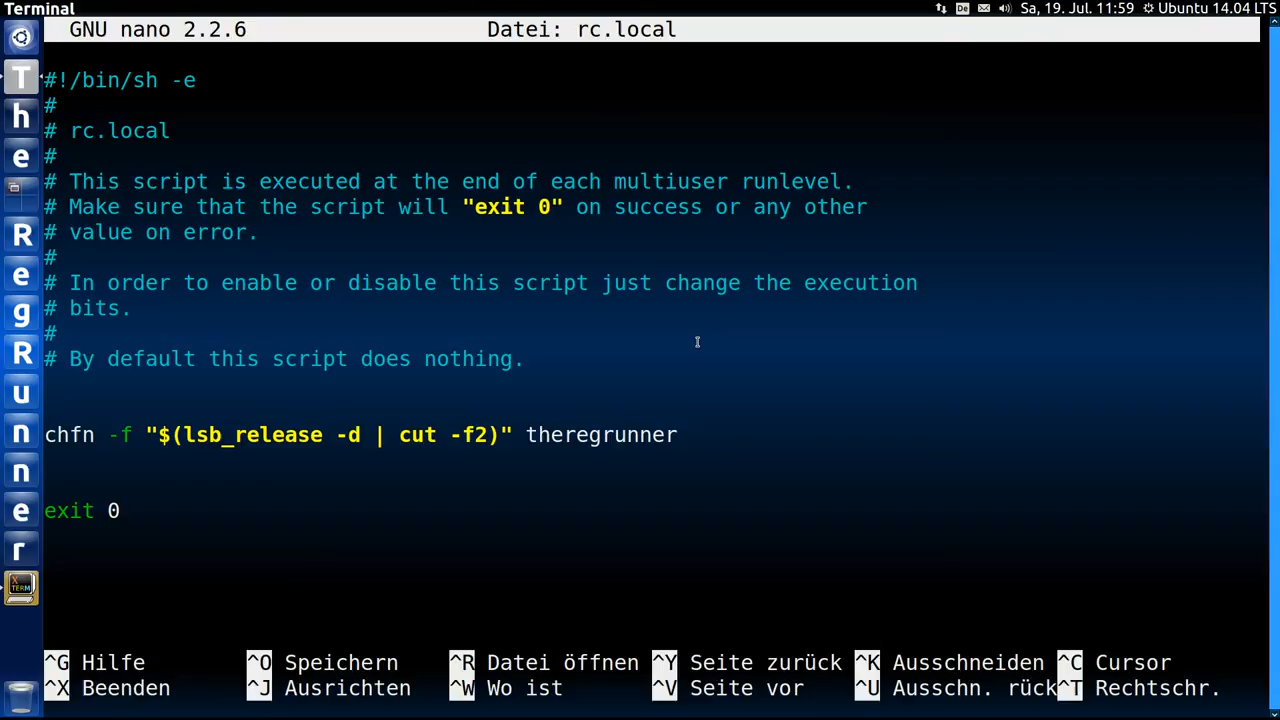 Terminal
De Sa, 19. Jul. 11:59 Ubuntu 14.04 LTS
GNU nano 2.2.6 Datei: rc.local
#!/bin/sh -e
#
# rc.local
#
# This script is executed at the end of each multiuser runlevel.
# Make sure that the script will "exit 0" on success or any other
# value on error.
#
# In order to enable or disable this script just change the execution
# bits.
#
# By default this script does nothing.
chfn -f "$(lsb_release -d | cut -f2)" theregrunner
exit 0
^G Hilfe ^O Speichern ^R Datei öffnen ^Y Seite zurück ^K Ausschneiden ^C Cursor
^X Beenden ^J Ausrichten ^W Wo ist ^V Seite vor ^U Ausschn. rück^T Rechtschr.
T
h
e
R
e
g
R
u
n
n
e
r
X
TERM